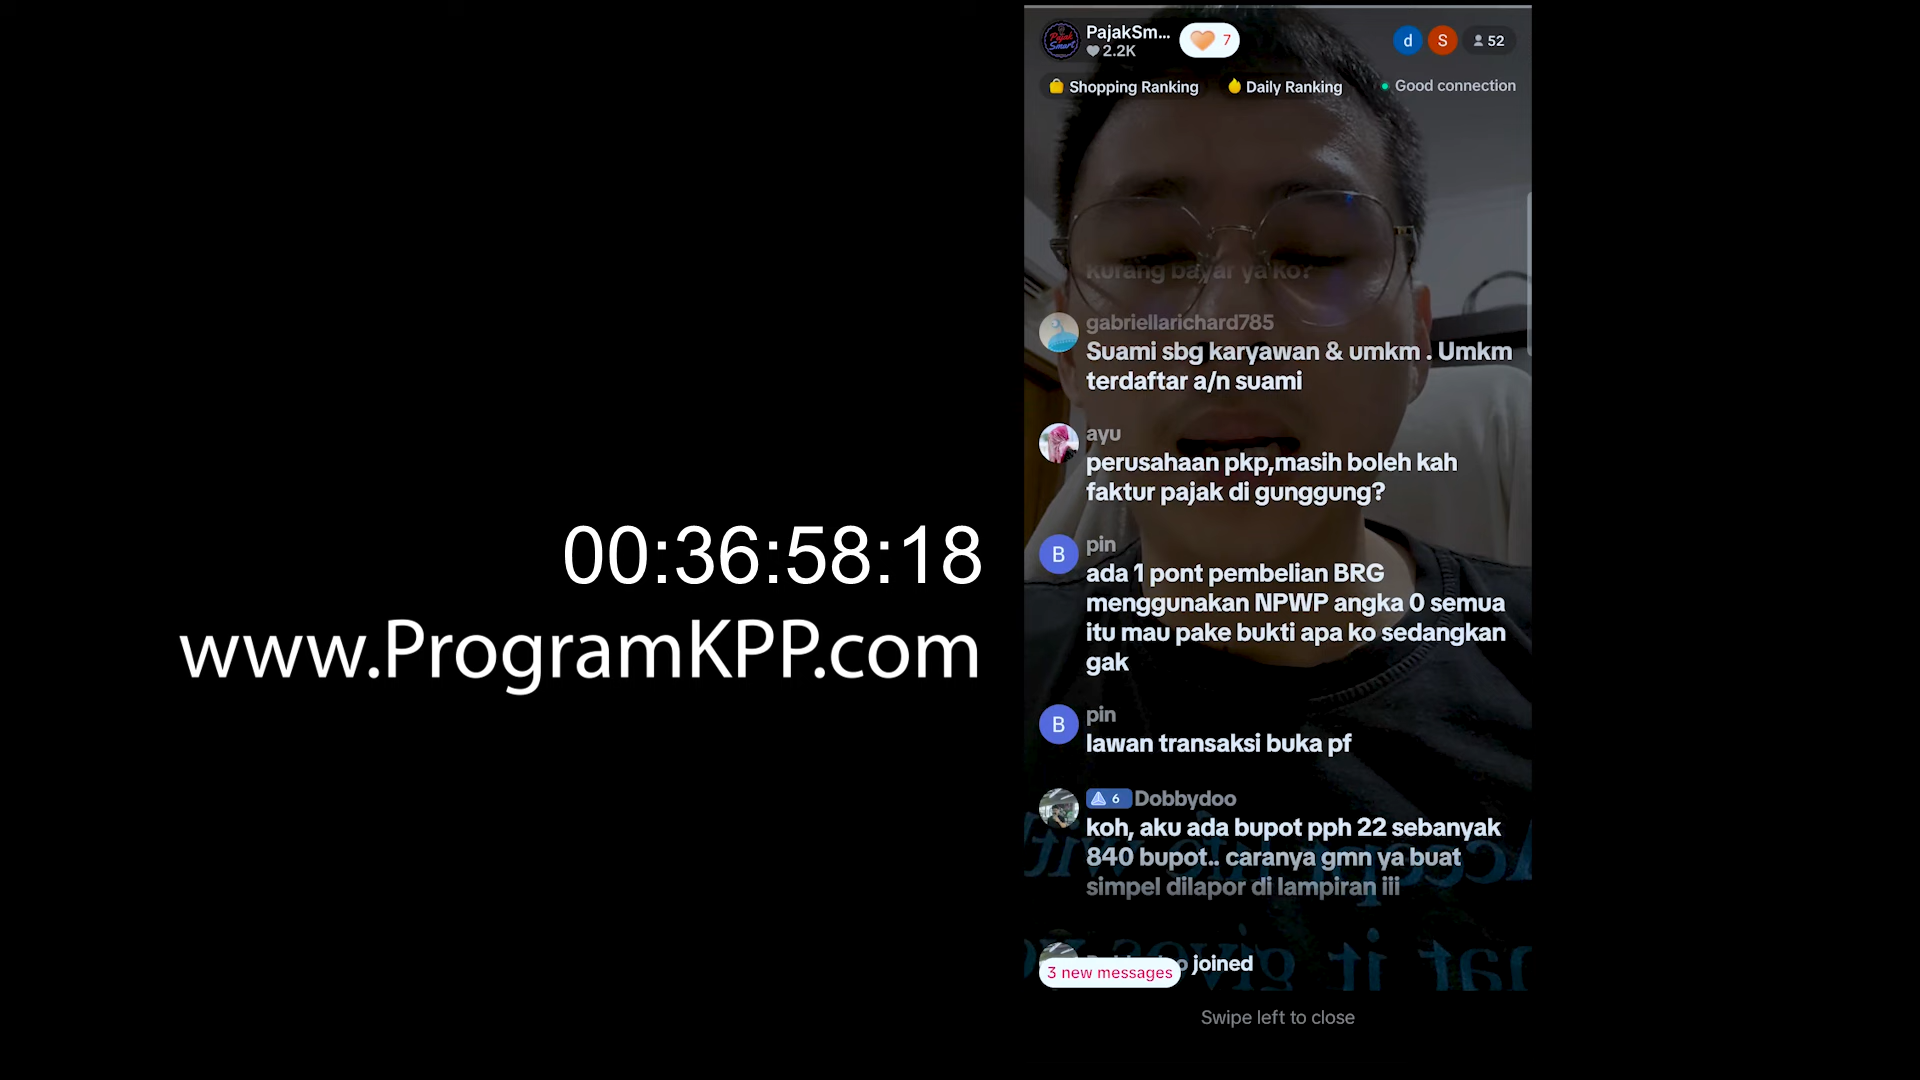 PajakSm...
2.2K
7
d
S
52
Shopping Ranking
Daily Ranking
Good connection
kurang bayar ya ko?
gabriellarichard785
Suami sbg karyawan & umkm . Umkm
terdaftar a/n suami
ayu
perusahaan pkp,masih boleh kah
faktur pajak di gunggung?
B
pin
ada 1 pont pembelian BRG
menggunakan NPWP angka 0 semua
itu mau pake bukti apa ko sedangkan
gak
B
pin
lawan transaksi buka pf
6
Dobbydoo
koh, aku ada bupot pph 22 sebanyak
840 bupot.. caranya gmn ya buat
simpel dilapor di lampiran iii
joined
3 new messages
Swipe left to close
00:36:58:18
www.ProgramKPP.com